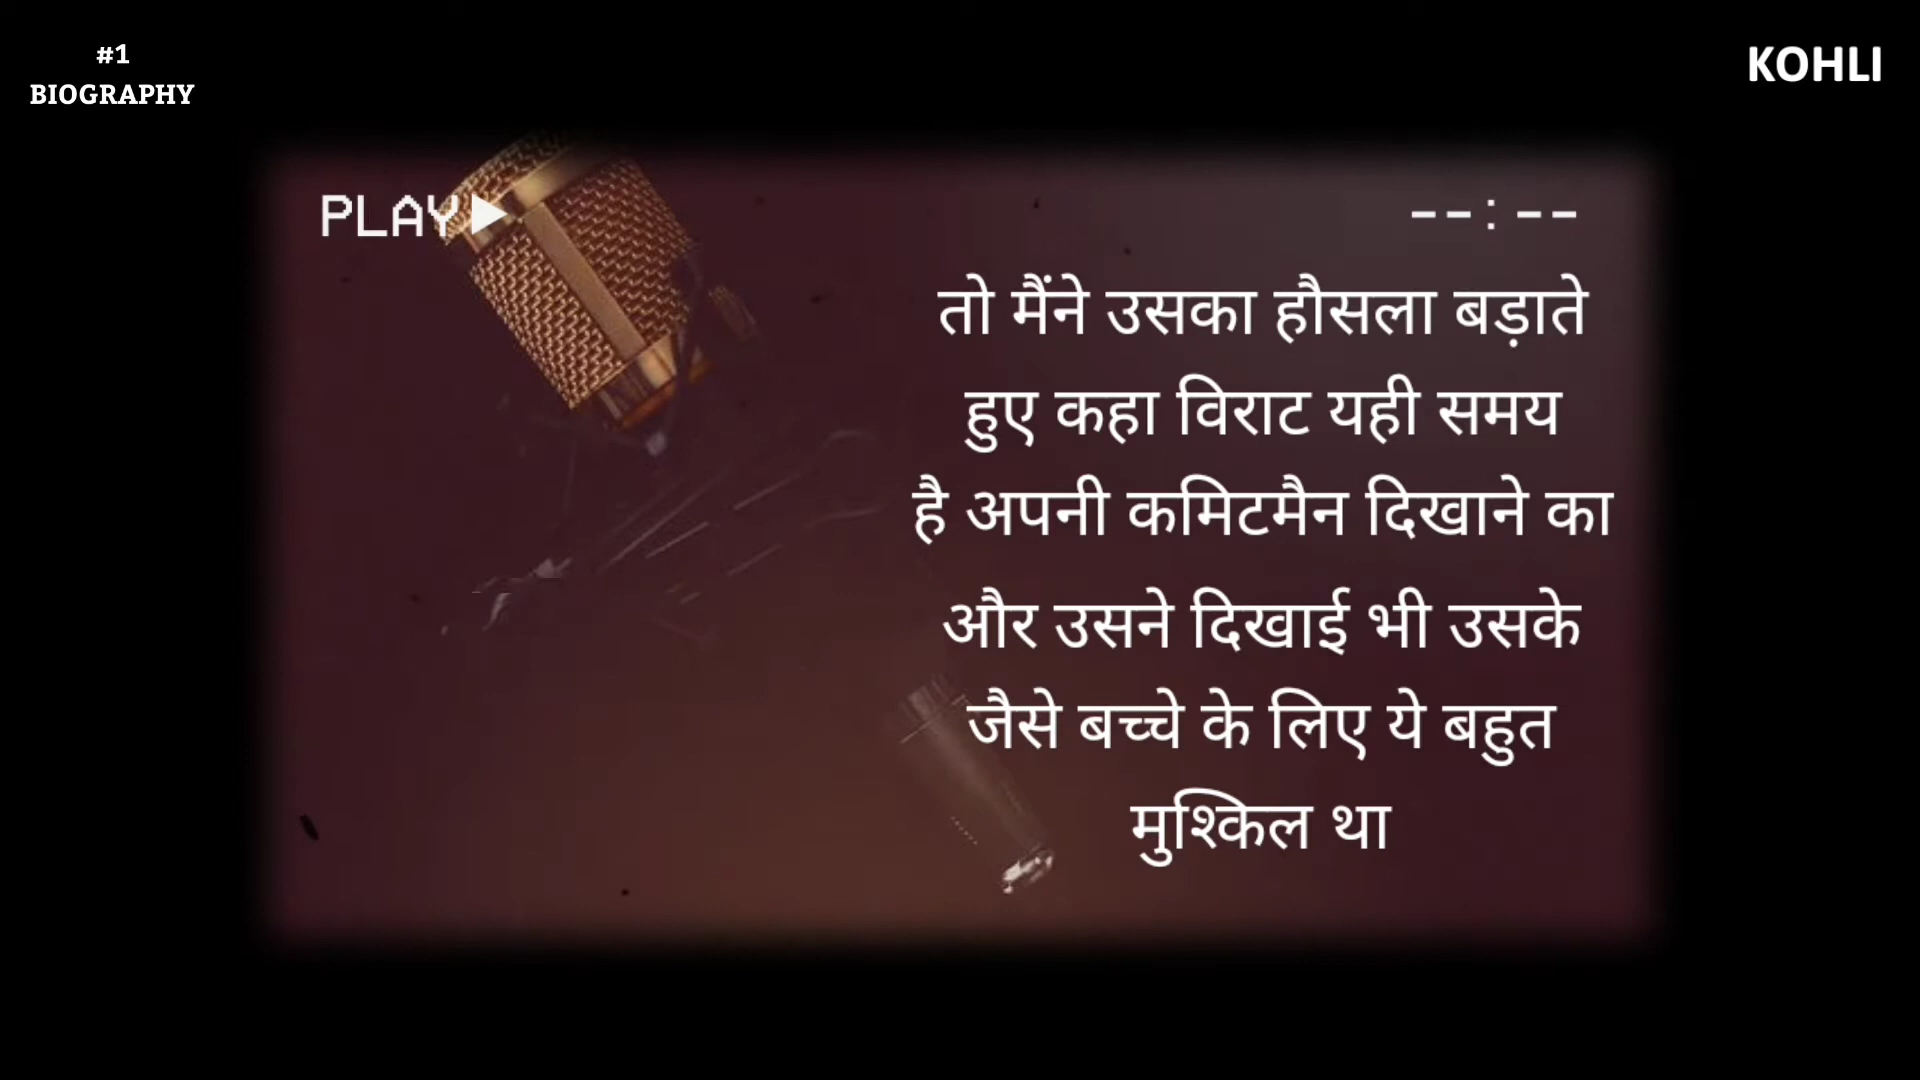 #1
BIOGRAPHY
KOHLI
PLAY▶
--:--
तो मैंने उसका हौसला बड़ाते
हुए कहा विराट यही समय
है अपनी कमिटमैन दिखाने का
और उसने दिखाई भी उसके
जैसे बच्चे के लिए ये बहुत
मुश्किल था